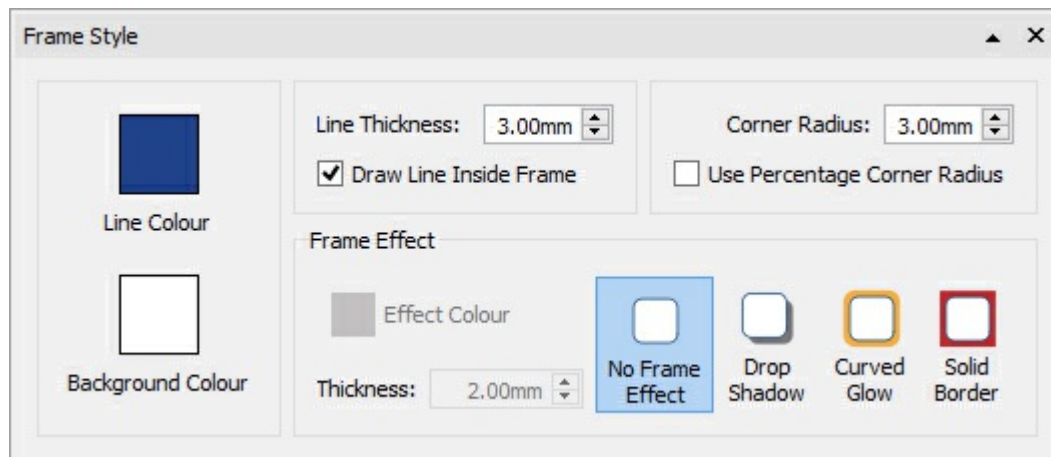 Frame Style
Line Colour
Background Colour
Line Thickness: 3.00mm
Draw Line Inside Frame
Corner Radius: 3.00mm
Use Percentage Corner Radius
Frame Effect
Effect Colour
Thickness: 2.00mm
No Frame
Effect
Drop
Shadow
Curved
Glow
Solid
Border